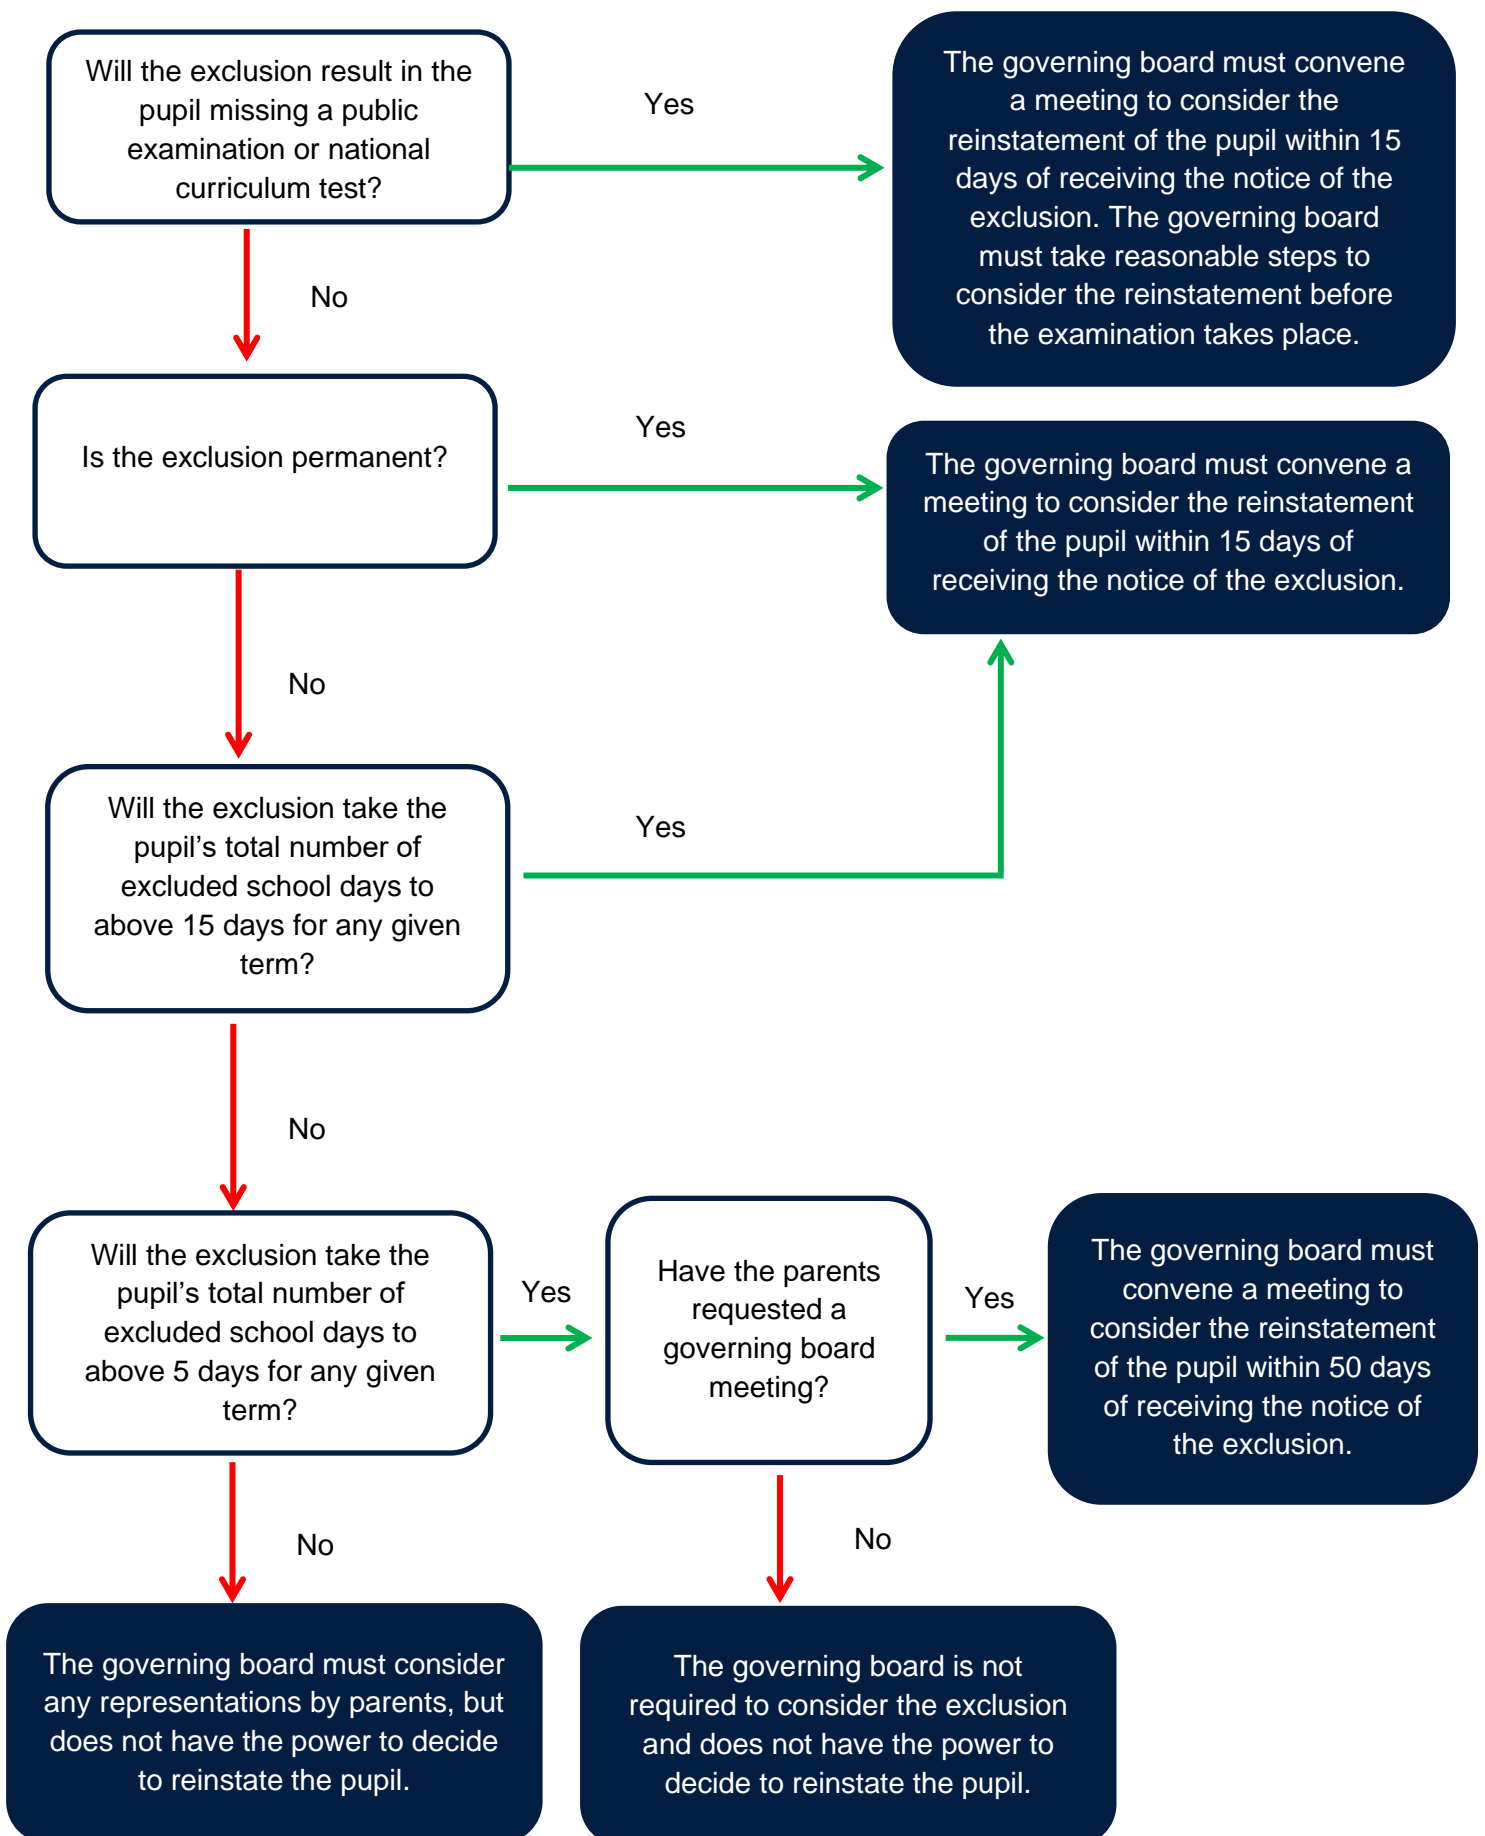 Will the exclusion result in the
pupil missing a public
examination or national
curriculum test?
Yes
The governing board must convene
a meeting to consider the
reinstatement of the pupil within 15
days of receiving the notice of the
exclusion. The governing board
must take reasonable steps to
consider the reinstatement before
the examination takes place.
No
Is the exclusion permanent?
Yes
The governing board must convene a
meeting to consider the reinstatement
of the pupil within 15 days of
receiving the notice of the exclusion.
No
Will the exclusion take the
pupil’s total number of
excluded school days to
above 15 days for any given
term?
Yes
No
Will the exclusion take the
pupil’s total number of
excluded school days to
above 5 days for any given
term?
Yes
Have the parents
requested a
governing board
meeting?
Yes
The governing board must
convene a meeting to
consider the reinstatement
of the pupil within 50 days
of receiving the notice of
the exclusion.
No
No
The governing board must consider
any representations by parents, but
does not have the power to decide
to reinstate the pupil.
The governing board is not
required to consider the exclusion
and does not have the power to
decide to reinstate the pupil.